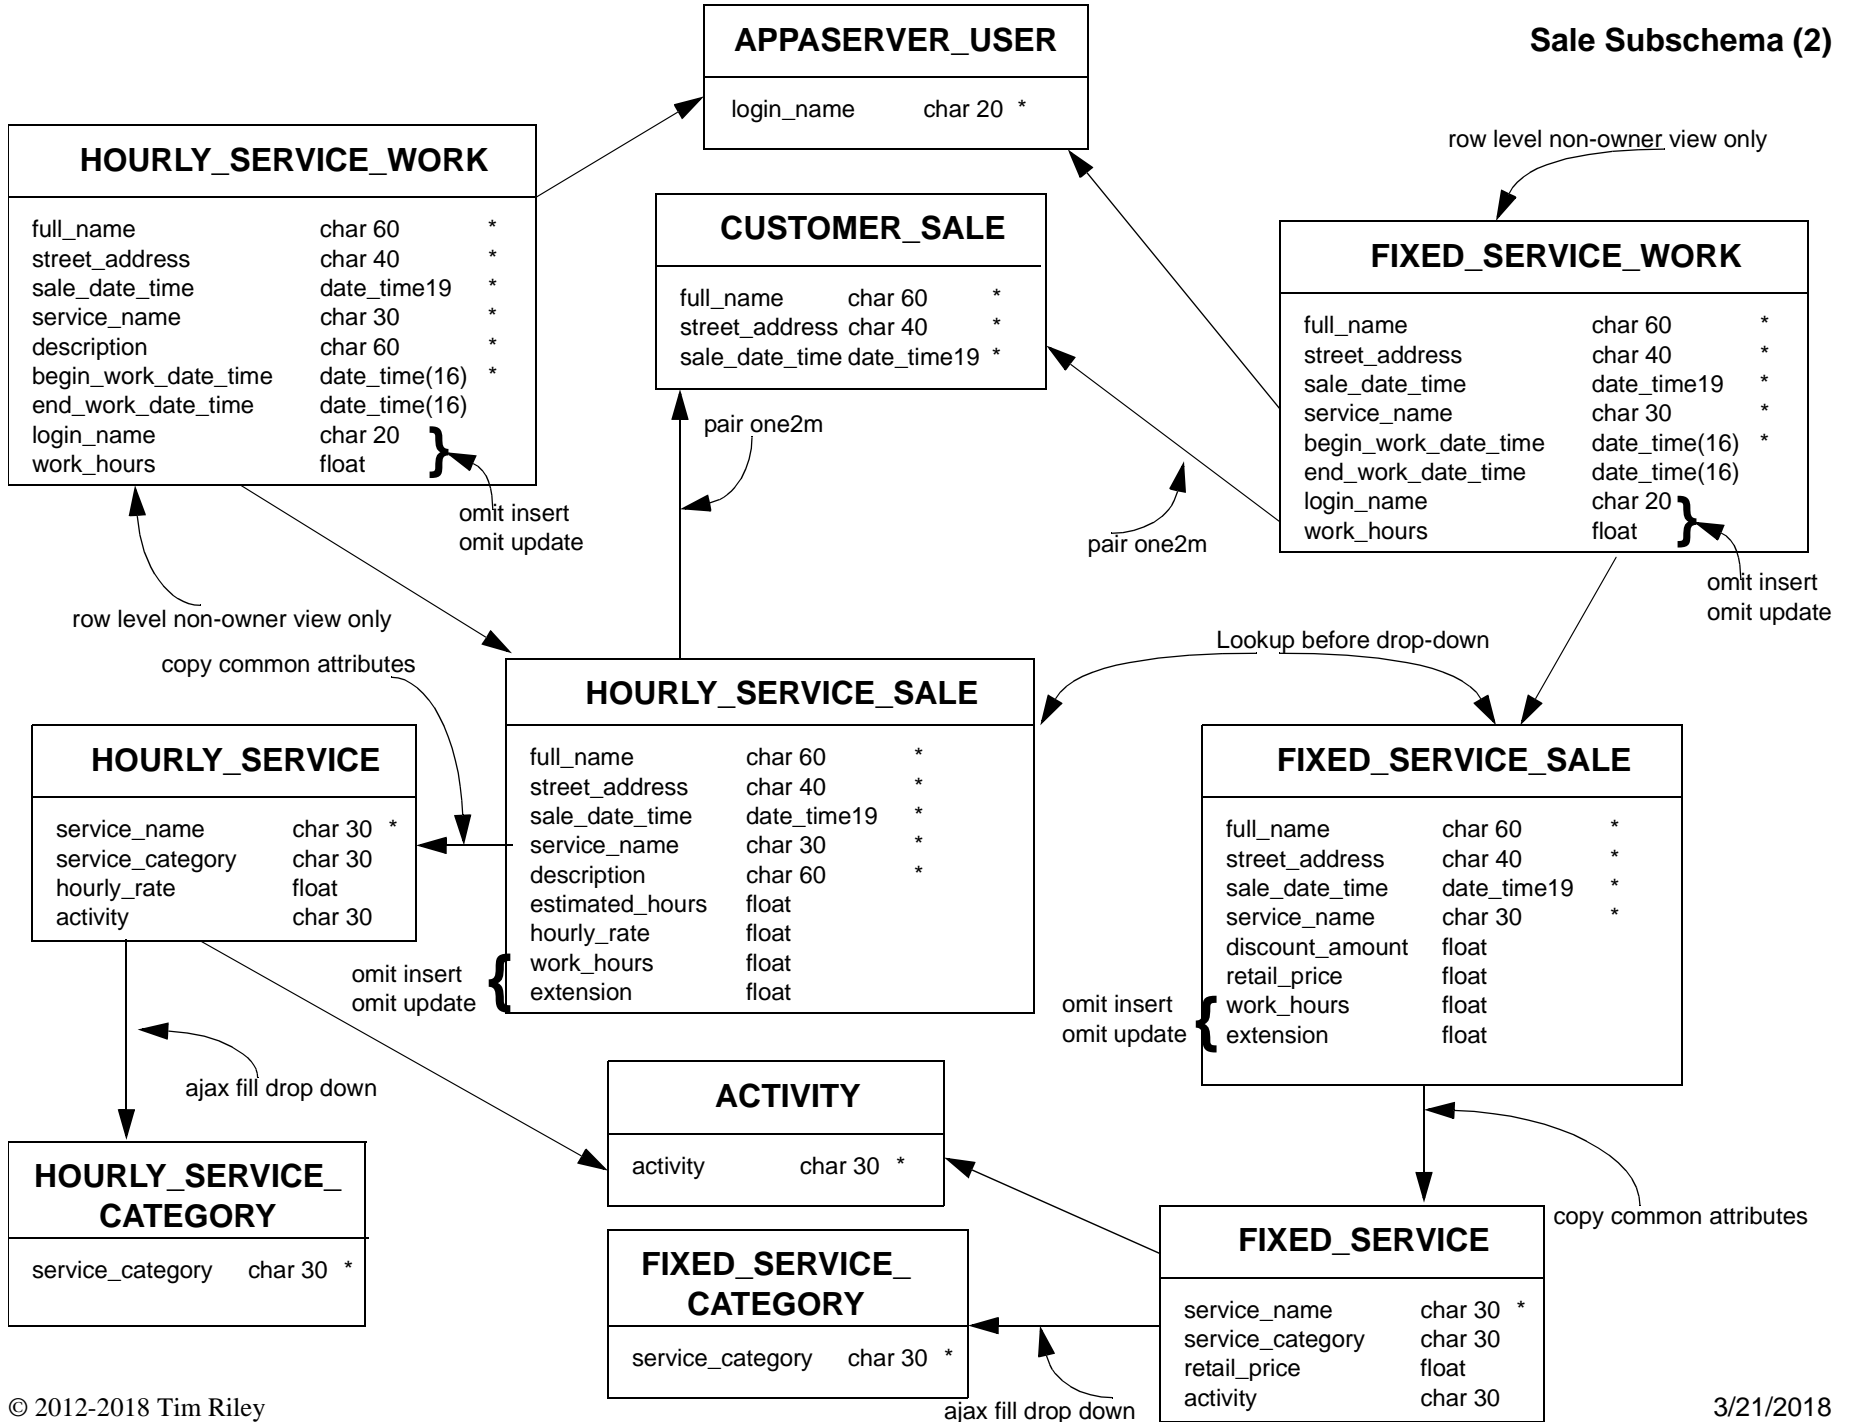 APPASERVER_USER
login_name char 20 *
Sale Subschema (2)
HOURLY_SERVICE_WORK
full_name char 60 *
street_address char 40 *
sale_date_time date_time19 *
service_name char 30 *
description char 60 *
begin_work_date_time date_time(16) *
end_work_date_time date_time(16)
login_name char 20
work_hours float
}
omit insert
omit update
row level non-owner view only
CUSTOMER_SALE
full_name char 60 *
street_address char 40 *
sale_date_time date_time19 *
pair one2m
pair one2m
row level non-owner view only
FIXED_SERVICE_WORK
full_name char 60 *
street_address char 40 *
sale_date_time date_time19 *
service_name char 30 *
begin_work_date_time date_time(16) *
end_work_date_time date_time(16)
login_name char 20
work_hours float
}
omit insert
omit update
Lookup before drop-down
copy common attributes
HOURLY_SERVICE_SALE
full_name char 60 *
street_address char 40 *
sale_date_time date_time19 *
service_name char 30 *
description char 60 *
estimated_hours float
hourly_rate float
work_hours float
extension float
omit insert
omit update
{
HOURLY_SERVICE
service_name char 30 *
service_category char 30
hourly_rate float
activity char 30
ajax fill drop down
FIXED_SERVICE_SALE
full_name char 60 *
street_address char 40 *
sale_date_time date_time19 *
service_name char 30 *
discount_amount float
retail_price float
work_hours float
extension float
omit insert
omit update
{
HOURLY_SERVICE_
CATEGORY
service_category char 30 *
ACTIVITY
activity char 30 *
FIXED_SERVICE_
CATEGORY
service_category char 30 *
copy common attributes
FIXED_SERVICE
service_name char 30 *
service_category char 30
retail_price float
activity char 30
ajax fill drop down
© 2012-2018 Tim Riley
3/21/2018